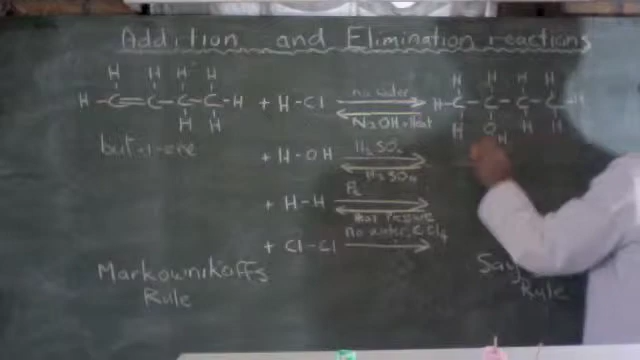 Addition and Elimination reactions
H H H H H H H H
H - C = C - C - C - H + H - Cl no water H - C - C - C - C - H
H H NaOH + Heat H O H H
H
but-1-ene + H - OH H2SO4
H2SO4
+ H - H Pt
Heat Pressure
+ Cl - Cl no water, CCl4
Markownikoffs
Rule
Rule